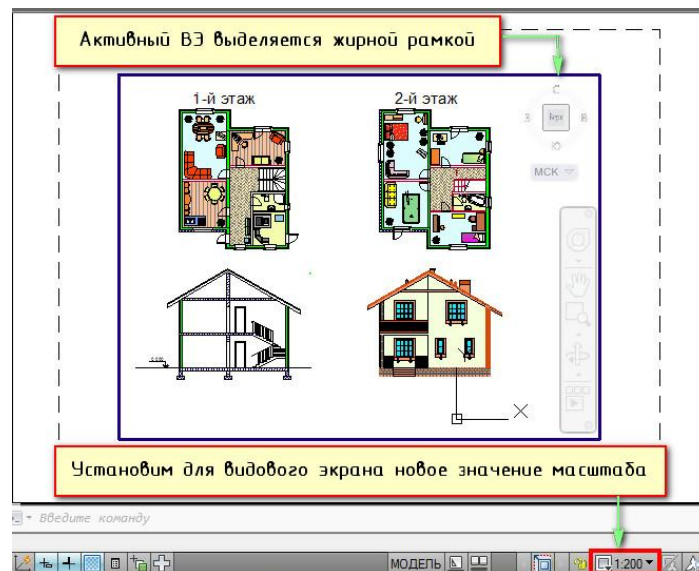 Активный ВЭ выделяется жирной рамкой
1-й этаж
2-й этаж
С
З
Верх
В
Ю
МСК
Установим для видового экрана новое значение масштаба
Введите команду
МОДЕЛЬ
1:200